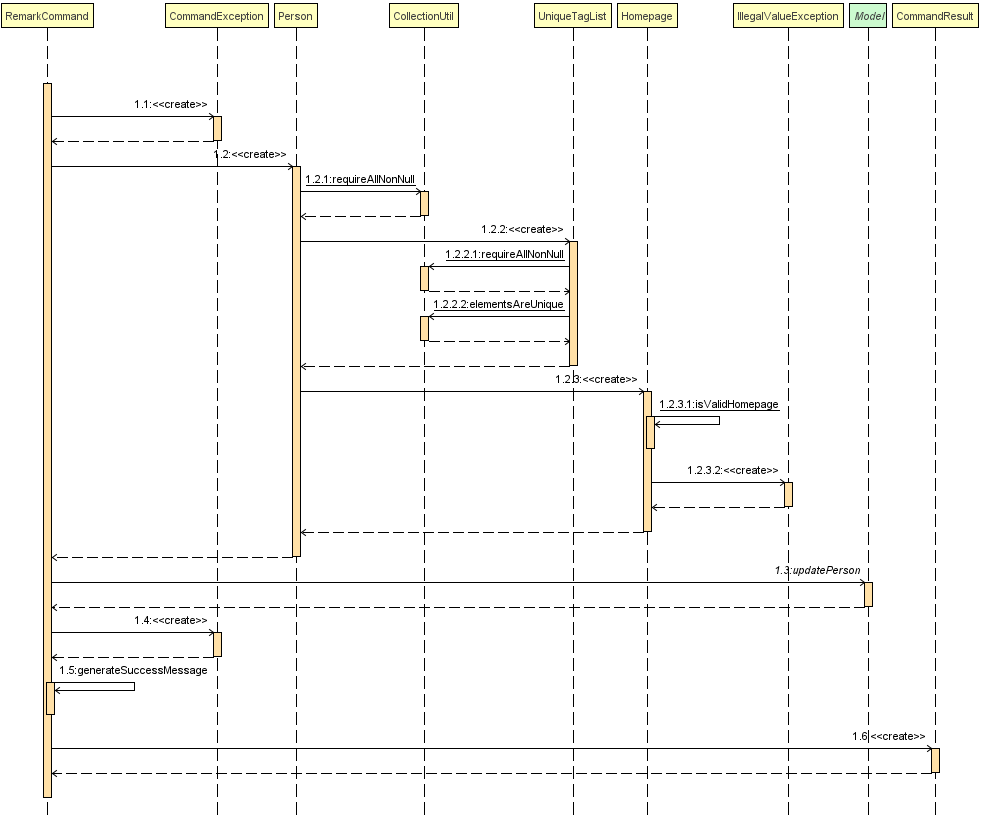 RemarkCommand CommandException Person CollectionUtil UniqueTagList Homepage IllegalValueException Model CommandResult
1.1:<<create>>
1.2:<<create>>
1.2.1:requireAllNonNull
1.2.2:<<create>>
1.2.2.1:requireAllNonNull
1.2.2.2:elementsAreUnique
1.2.3:<<create>>
1.2.3.1:isValidHomepage
1.2.3.2:<<create>>
1.3:updatePerson
1.4:<<create>>
1.5:generateSuccessMessage
1.6:<<create>>